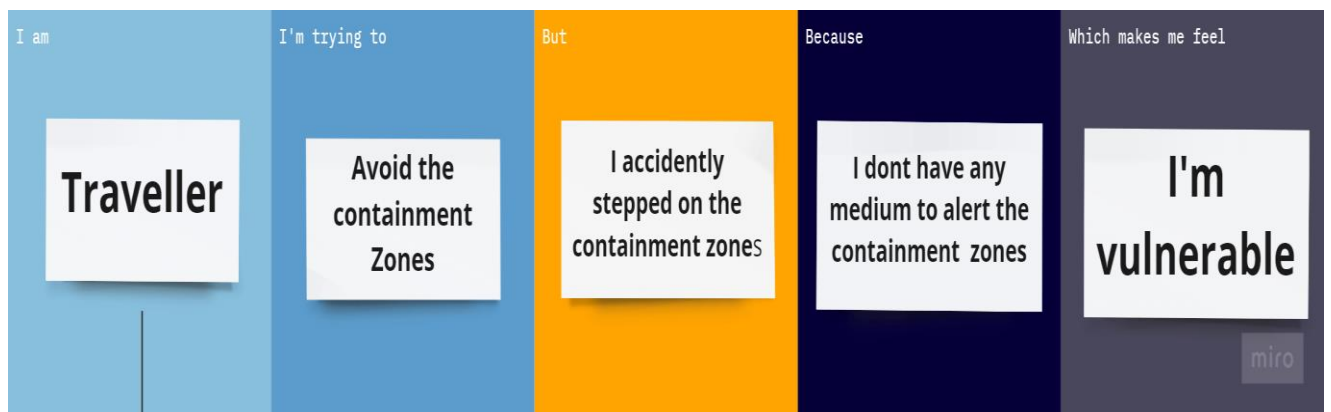 I am
Traveller
I'm trying to
Avoid the
containment
Zones
But
I accidently
stepped on the
containment zones
Because
I dont have any
medium to alert the
containment zones
Which makes me feel
I'm
vulnerable
miro